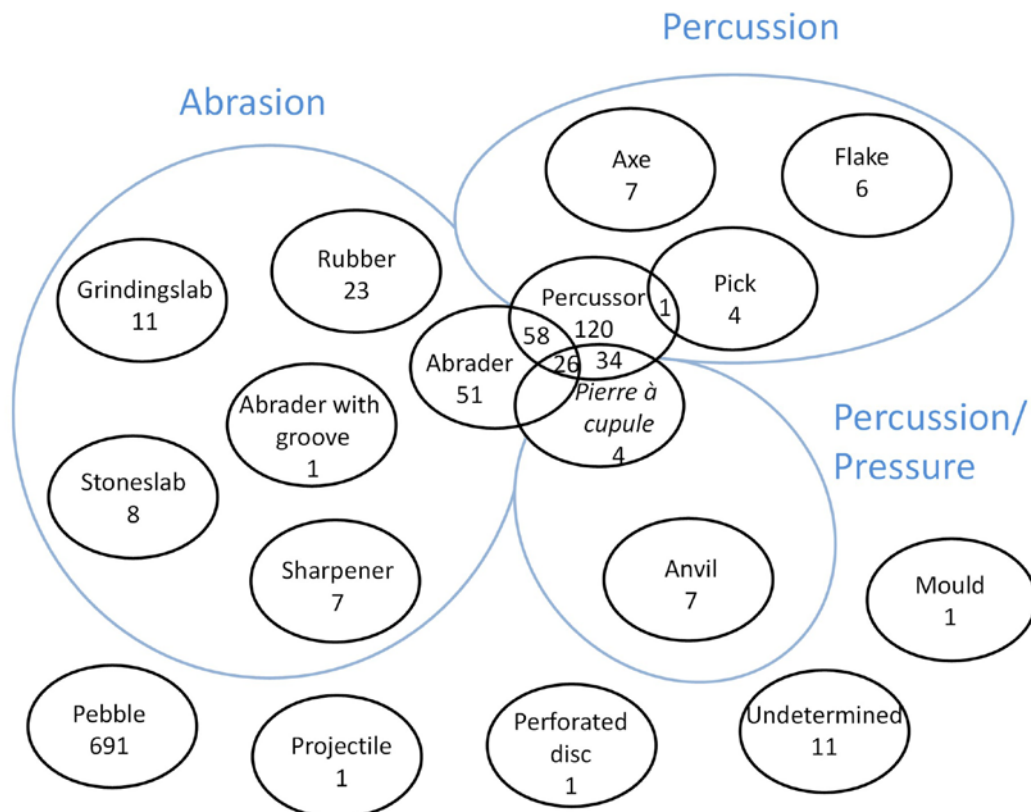 Percussion
Abrasion
Axe
7
Flake
6
Rubber
23
Grindingslab
11
Percussor
120
Pick
4
1
58
34
26
Abrader
51
Pierre à
cupule
4
Abrader with
groove
1
Percussion/
Pressure
Stoneslab
8
Sharpener
7
Anvil
7
Mould
1
Pebble
691
Projectile
1
Perforated
disc
1
Undetermined
11